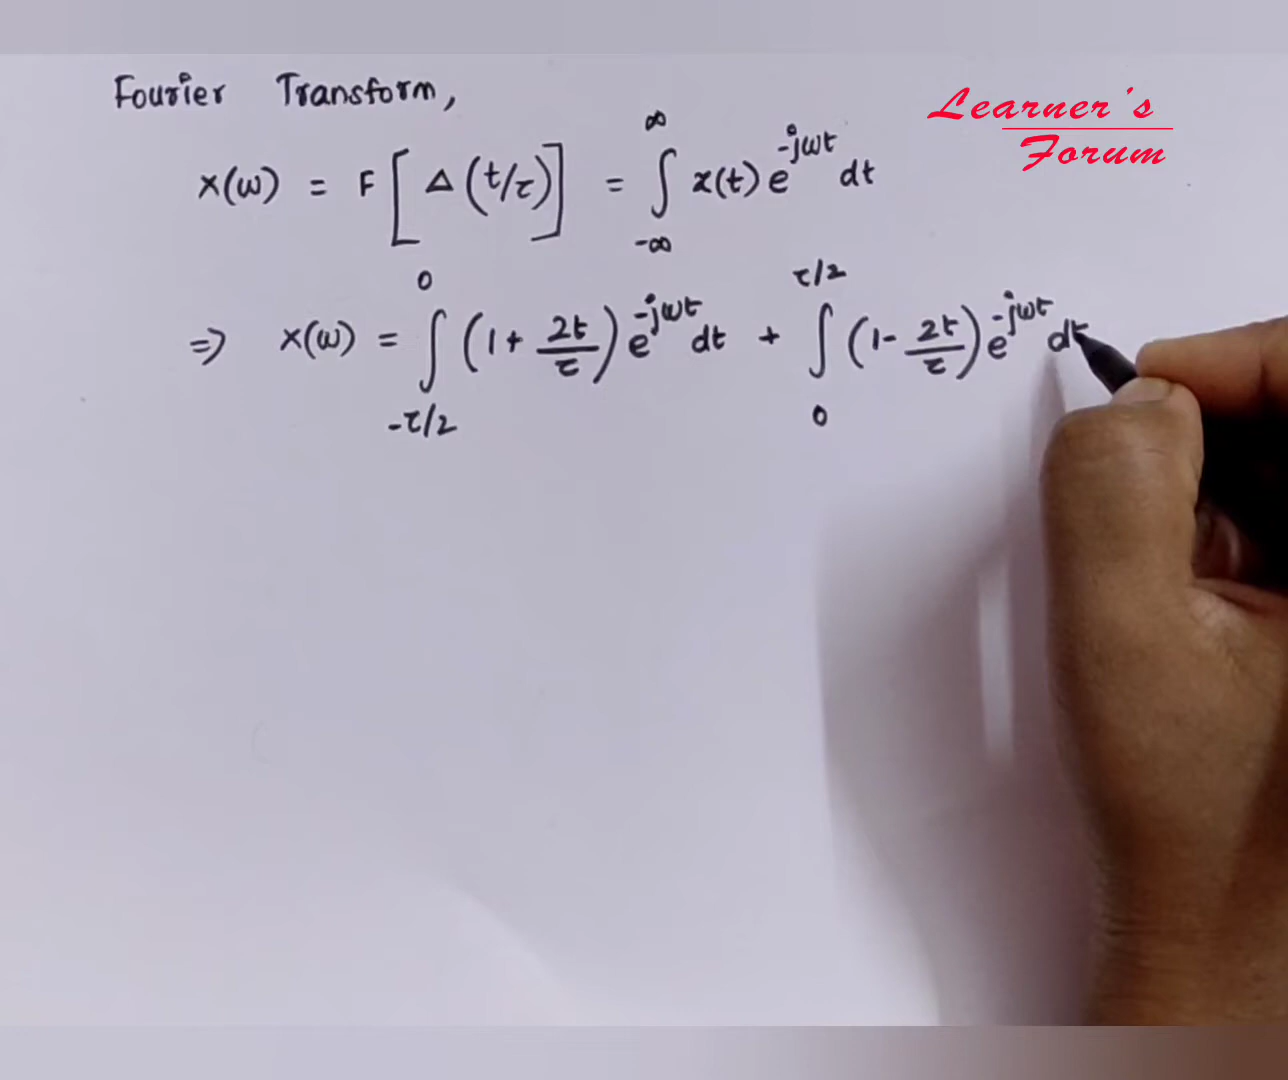 Fourier Transform,
Learner's
Forum
X(ω) = F[Δ(t/τ)] = ∫_{-∞}^{∞} x(t) e^{-jωt} dt
⇒ X(ω) = ∫_{-τ/2}^{0} (1 + 2t/τ) e^{-jωt} dt + ∫_{0}^{τ/2} (1 - 2t/τ) e^{-jωt} dt